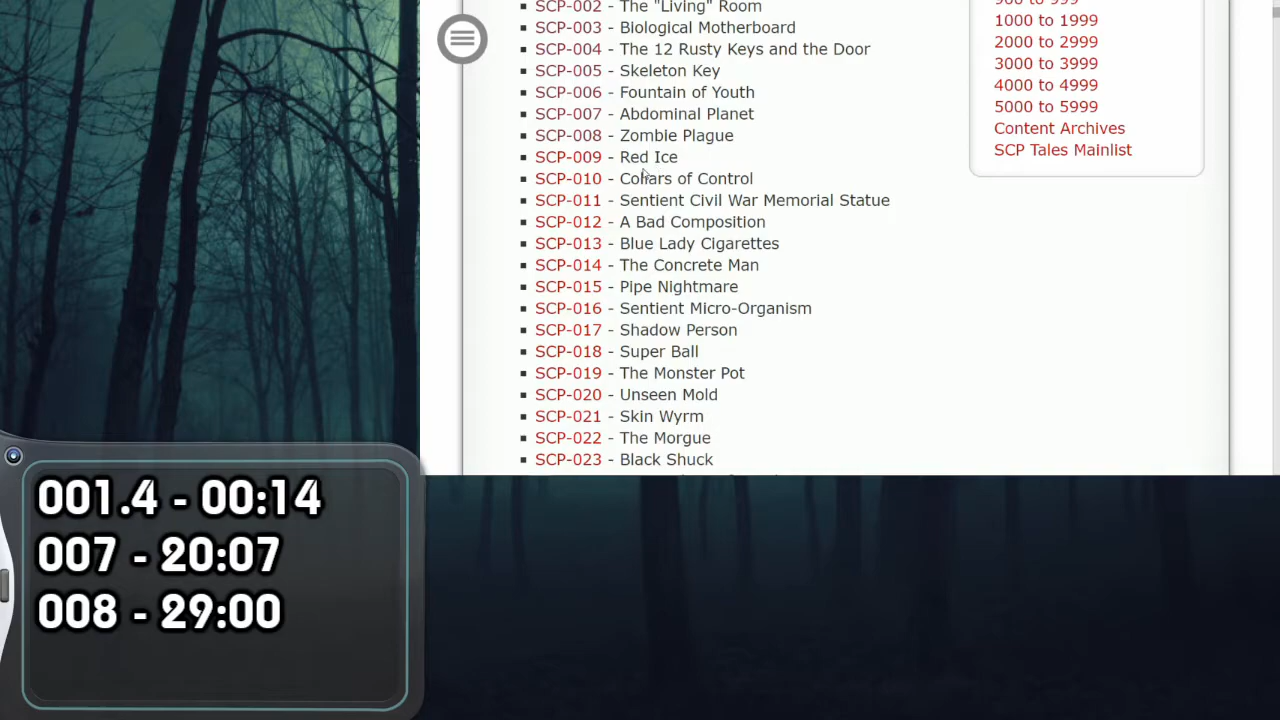 SCP-002 - The "Living" Room
SCP-003 - Biological Motherboard
SCP-004 - The 12 Rusty Keys and the Door
SCP-005 - Skeleton Key
SCP-006 - Fountain of Youth
SCP-007 - Abdominal Planet
SCP-008 - Zombie Plague
SCP-009 - Red Ice
SCP-010 - Collars of Control
SCP-011 - Sentient Civil War Memorial Statue
SCP-012 - A Bad Composition
SCP-013 - Blue Lady Cigarettes
SCP-014 - The Concrete Man
SCP-015 - Pipe Nightmare
SCP-016 - Sentient Micro-Organism
SCP-017 - Shadow Person
SCP-018 - Super Ball
SCP-019 - The Monster Pot
SCP-020 - Unseen Mold
SCP-021 - Skin Wyrm
SCP-022 - The Morgue
SCP-023 - Black Shuck
1000 to 1999
2000 to 2999
3000 to 3999
4000 to 4999
5000 to 5999
Content Archives
SCP Tales Mainlist
001.4 - 00:14
007 - 20:07
008 - 29:00